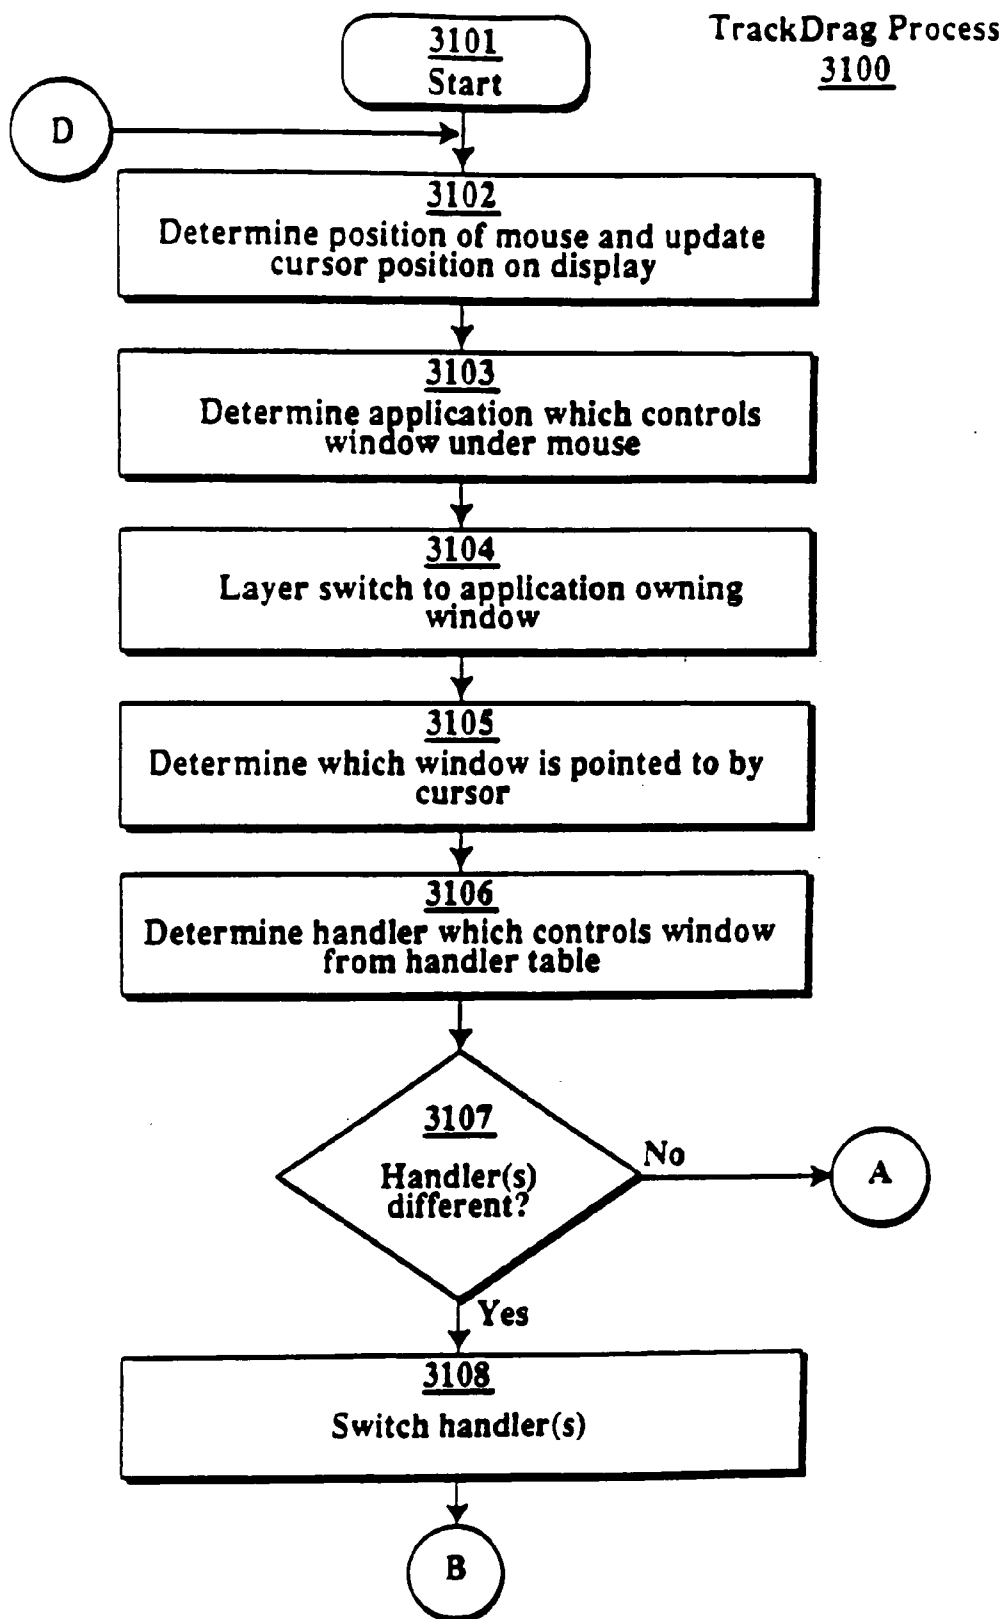 TrackDrag Process
3100
3101
Start
D
3102
Determine position of mouse and update
cursor position on display
3103
Determine application which controls
window under mouse
3104
Layer switch to application owning
window
3105
Determine which window is pointed to by
cursor
3106
Determine handler which controls window
from handler table
3107
Handler(s)
different?
No
A
Yes
3108
Switch handler(s)
B